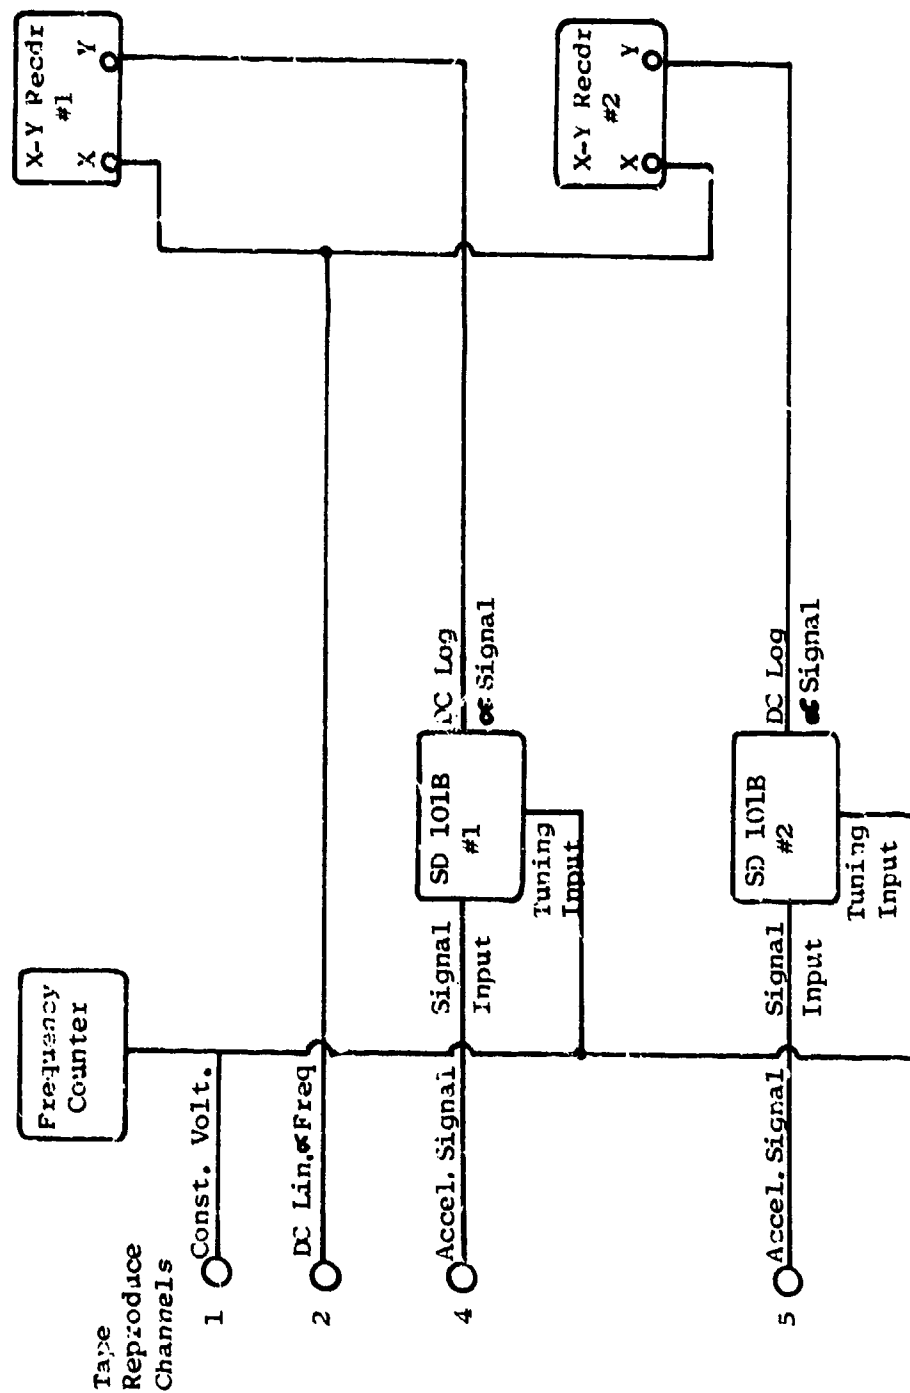 Tape
Reproduce
Channels
1
Const. Volt.
Frequency
Counter
2
DC Lin. ∝ Freq
4
Accel. Signal
Signal
Input
SD 101B
#1
Tuning
Input
DC Log
∝ Signal
X-Y Recdr
#1
X Y
5
Accel. Signal
Signal
Input
SD 101B
#2
Tuning
Input
DC Log
∝ Signal
X-Y Recdr
#2
X Y